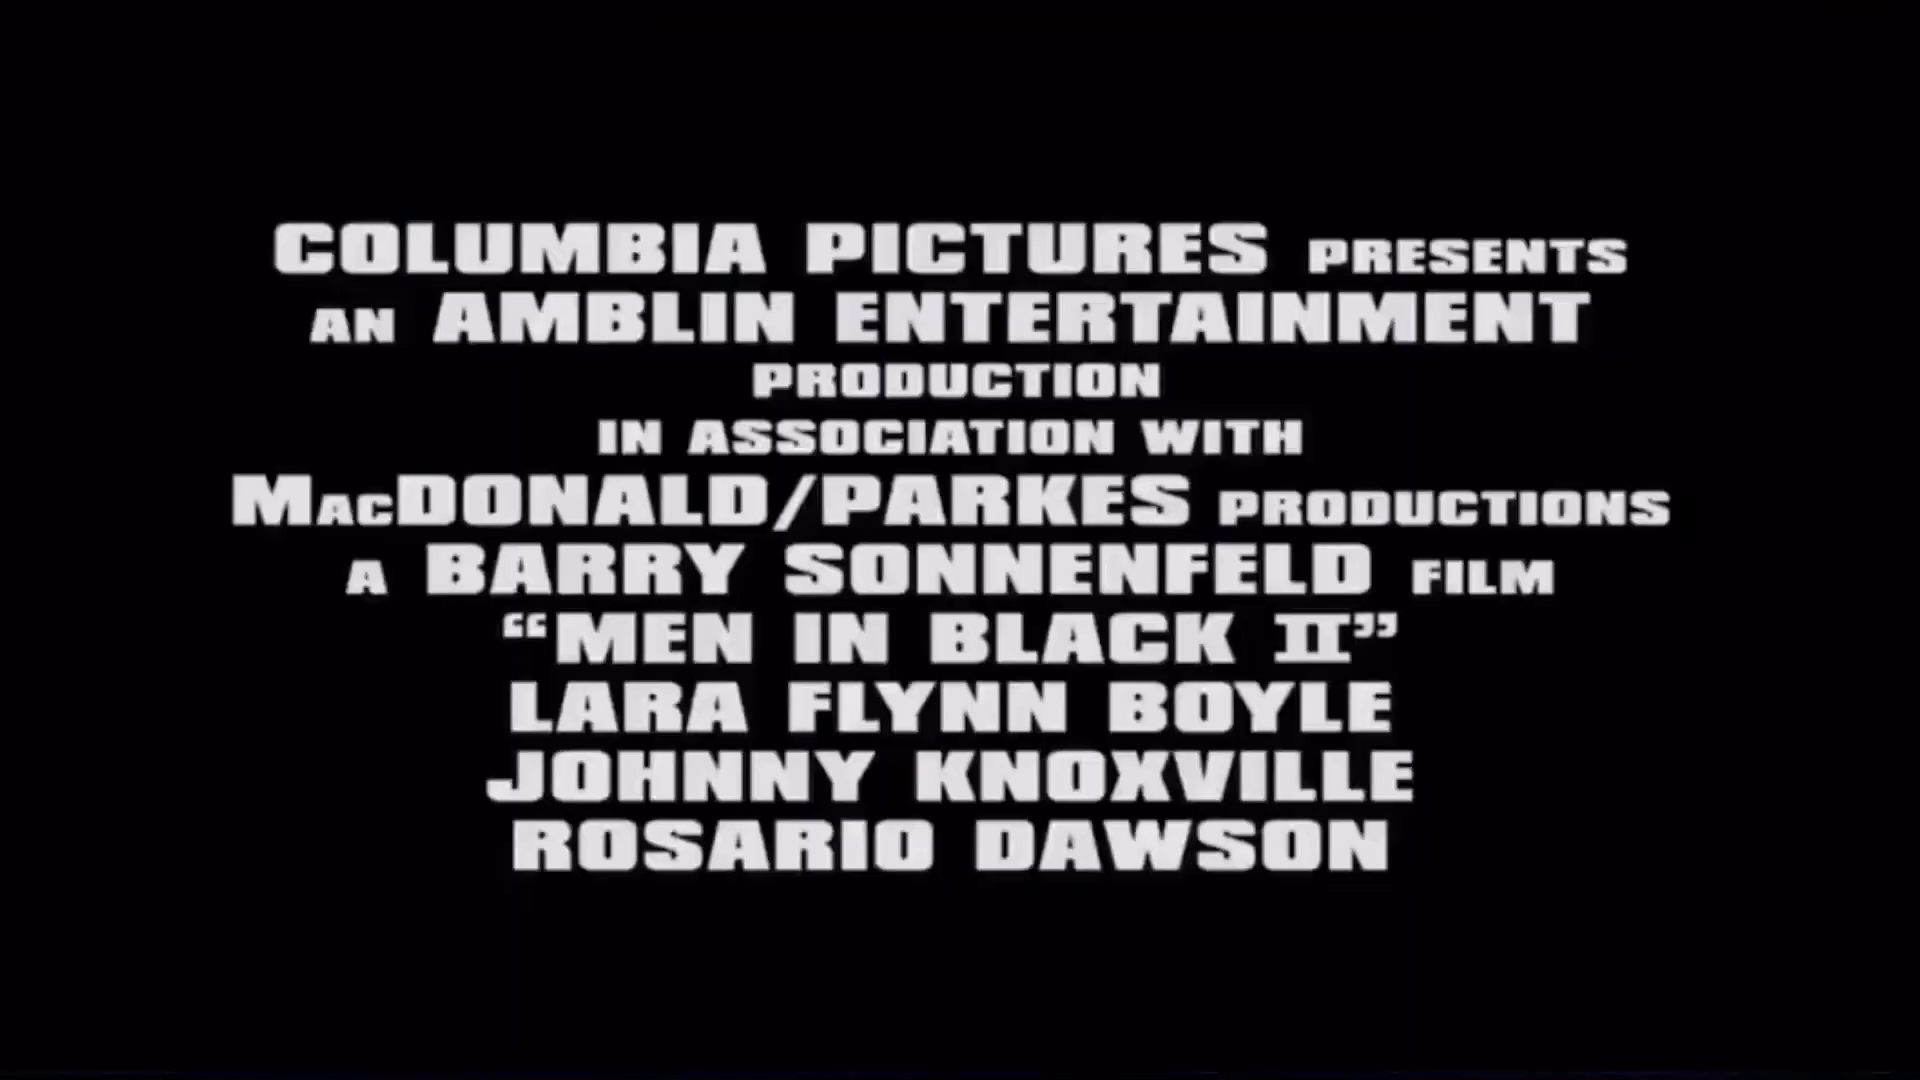 COLUMBIA PICTURES PRESENTS
AN AMBLIN ENTERTAINMENT
PRODUCTION
IN ASSOCIATION WITH
MACDONALD/PARKES PRODUCTIONS
A BARRY SONNENFELD FILM
“MEN IN BLACK II”
LARA FLYNN BOYLE
JOHNNY KNOXVILLE
ROSARIO DAWSON